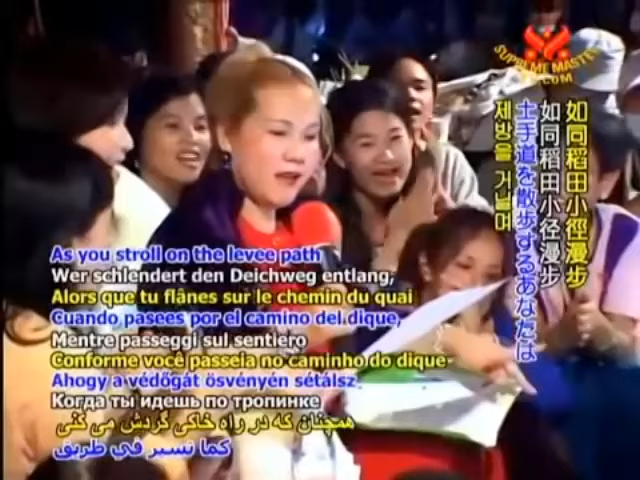 SUPREME MASTER
TV.COM
As you stroll on the levee path
Wer schlendert den Deichweg entlang,
Alors que tu flânes sur le chemin du quai
Cuando pasees por el camino del dique,
Mentre passeggi sul sentiero
Conforme você passeia no caminho do dique
Ahogy a védőgát ösvényén sétálsz
Когда ты идешь по тропинке
همچنان که در راه خاکی گردش می کنی
كما تسير في طريق
如同稻田小徑漫步
如同稻田小径漫步
土手道を散歩するあなたは
제방을 거닐며